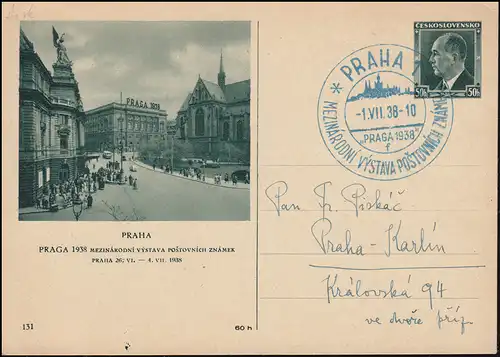 PRAGA 1938
PRAHA
PRAGA 1938 MEZINÁRODNÍ VÝSTAVA POŠTOVNÍCH ZNÁMEK
PRAHA 26. VI. — 4. VII. 1938
131
60 h
ČESKOSLOVENSKO
50h 50h
PRAHA
-1.VII.38-10
„PRAGA 1938"
f
* MEZINÁRODNÍ VÝSTAVA POŠTOVNÍCH ZNÁMEK *
Pan Fr. Piskáč
Praha-Karlín
Královská 94
ve dvoře příz.